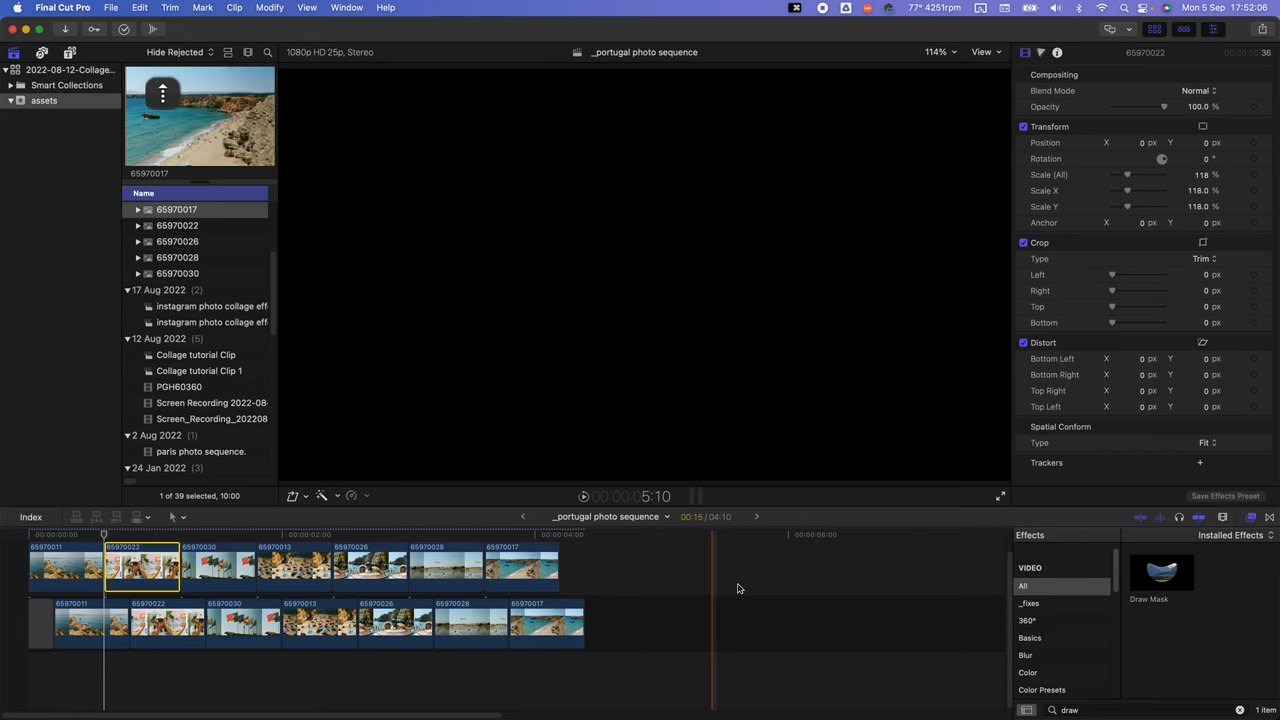 Final Cut Pro File Edit Trim Mark Clip Modify View Window Help 77° 4251rpm Mon 5 Sep 17:52:06
Hide Rejected 1080p HD 25p, Stereo _portugal photo sequence 114% View 65970022 36
2022-08-12-Collage...
Smart Collections
assets
65970017
Name
65970017
65970022
65970026
65970028
65970030
17 Aug 2022 (2)
instagram photo collage eff
instagram photo collage eff
12 Aug 2022 (5)
Collage tutorial Clip
Collage tutorial Clip 1
PGH60360
Screen Recording 2022-08-
Screen_Recording_202208
2 Aug 2022 (1)
paris photo sequence.
24 Jan 2022 (3)
1 of 39 selected, 10:00
5:10
Compositing
Blend Mode Normal
Opacity 100.0 %
Transform
Position X 0 px Y 0 px
Rotation 0 °
Scale (All) 118 %
Scale X 118.0 %
Scale Y 118.0 %
Anchor X 0 px Y 0 px
Crop
Type Trim
Left 0 px
Right 0 px
Top 0 px
Bottom 0 px
Distort
Bottom Left X 0 px Y 0 px
Bottom Right X 0 px Y 0 px
Top Right X 0 px Y 0 px
Top Left X 0 px Y 0 px
Spatial Conform
Type Fit
Trackers +
Save Effects Preset
Index _portugal photo sequence 00:15 / 04:10
00:00:00:00 00:00:02:00 00:00:04:00 00:00:06:00
65970011 65970022 65970030 65970013 65970026 65970028 65970017
65970011 65970022 65970030 65970013 65970026 65970028 65970017
Effects Installed Effects
VIDEO
All
_fixes
360°
Basics
Blur
Color
Color Presets
Draw Mask
draw 1 item